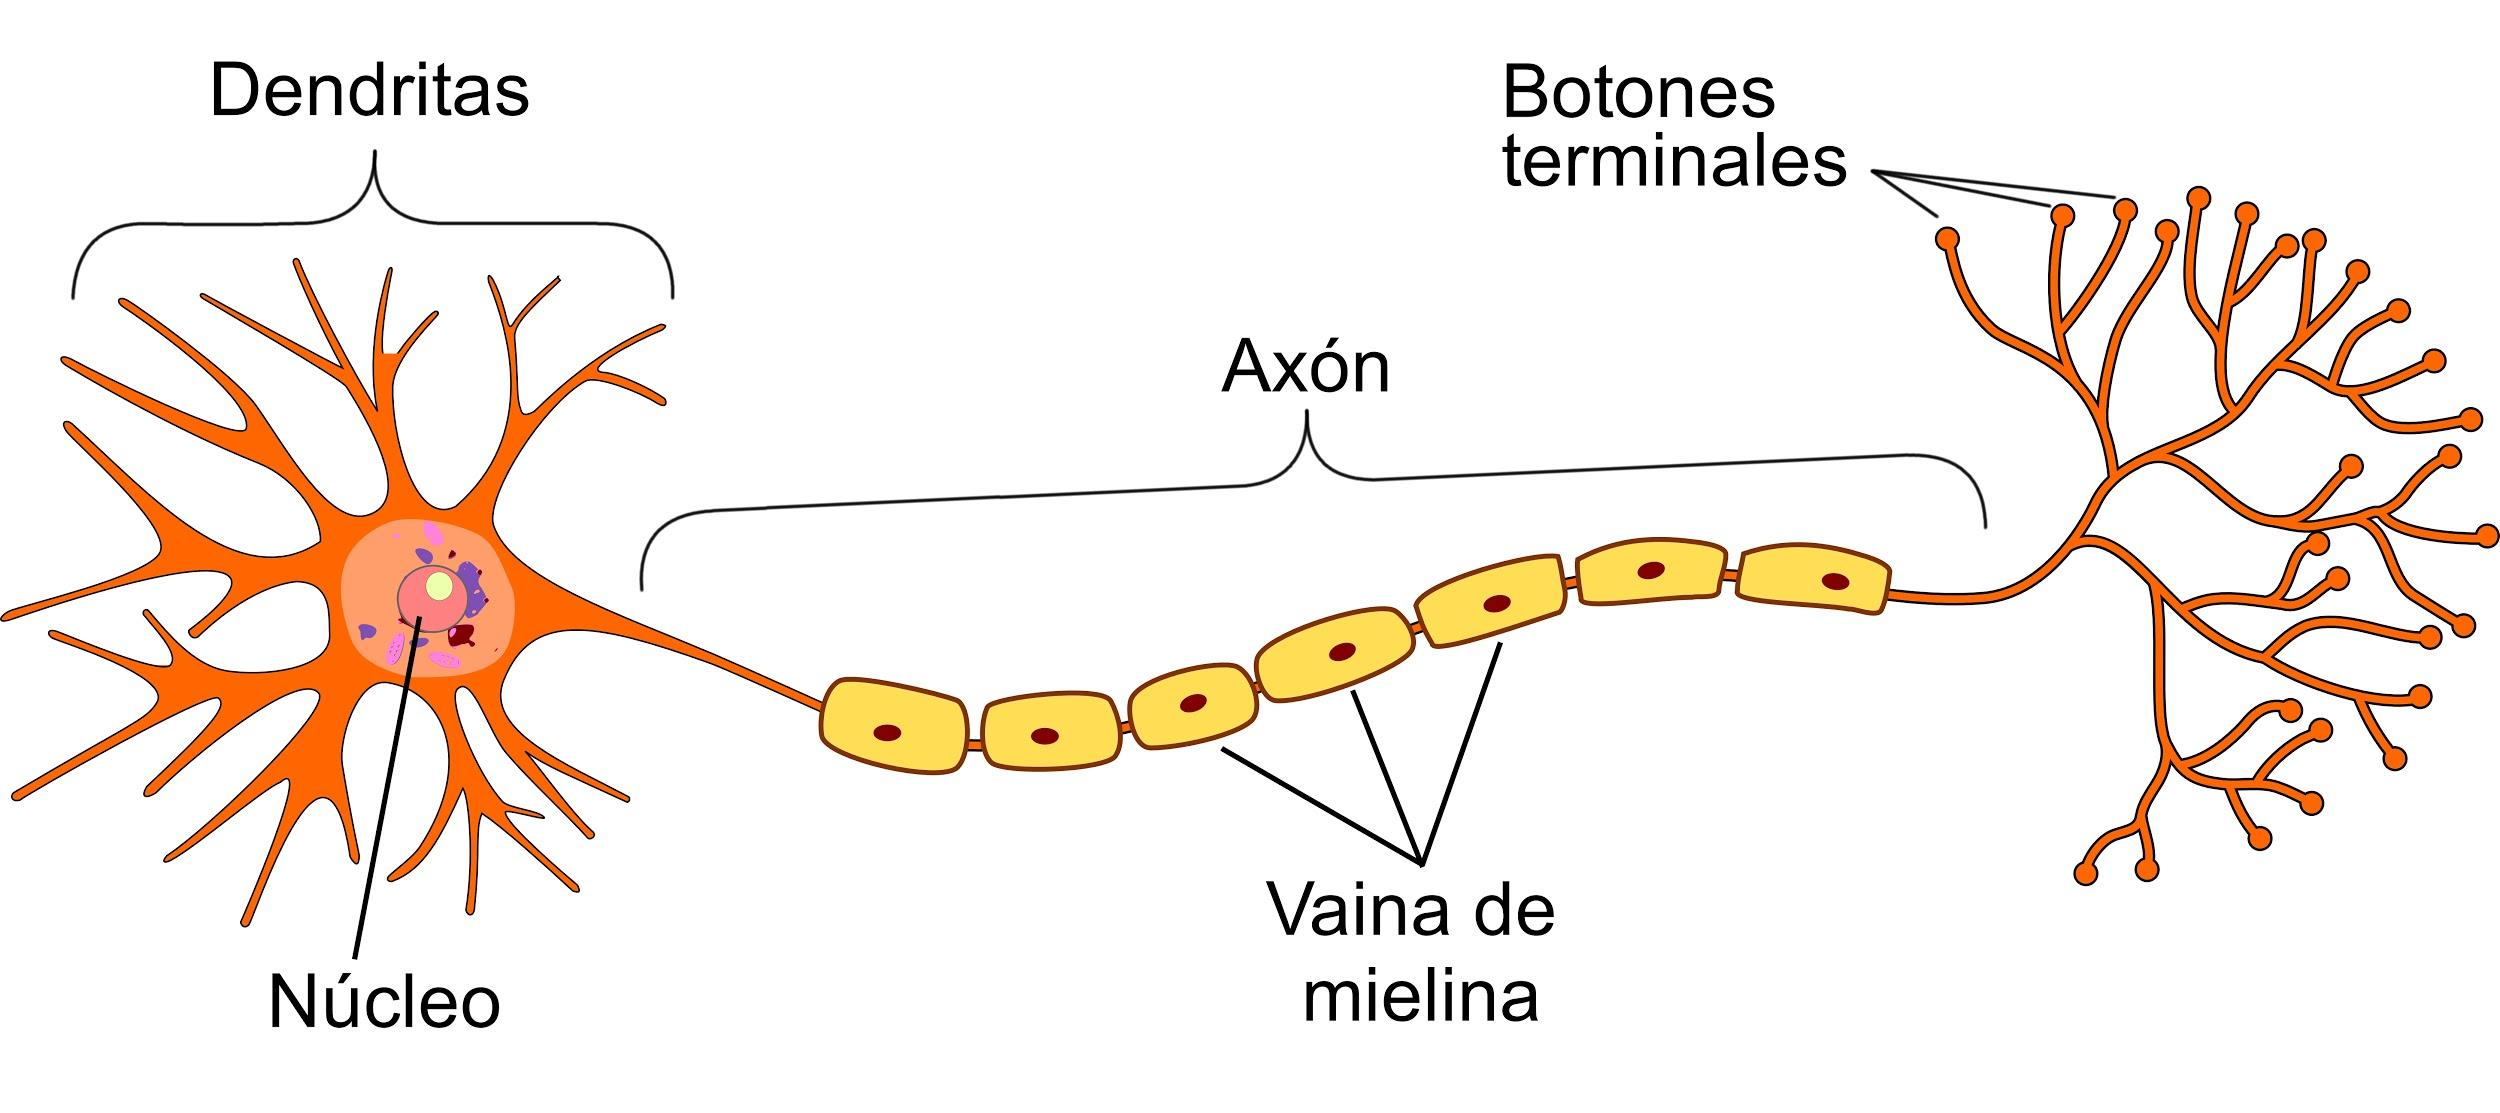 Dendritas
Botones
terminales
Axón
Vaina de
mielina
Núcleo